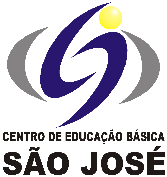 CENTRO DE EDUCAÇÃO BÁSICA
SÃO JOSÉ